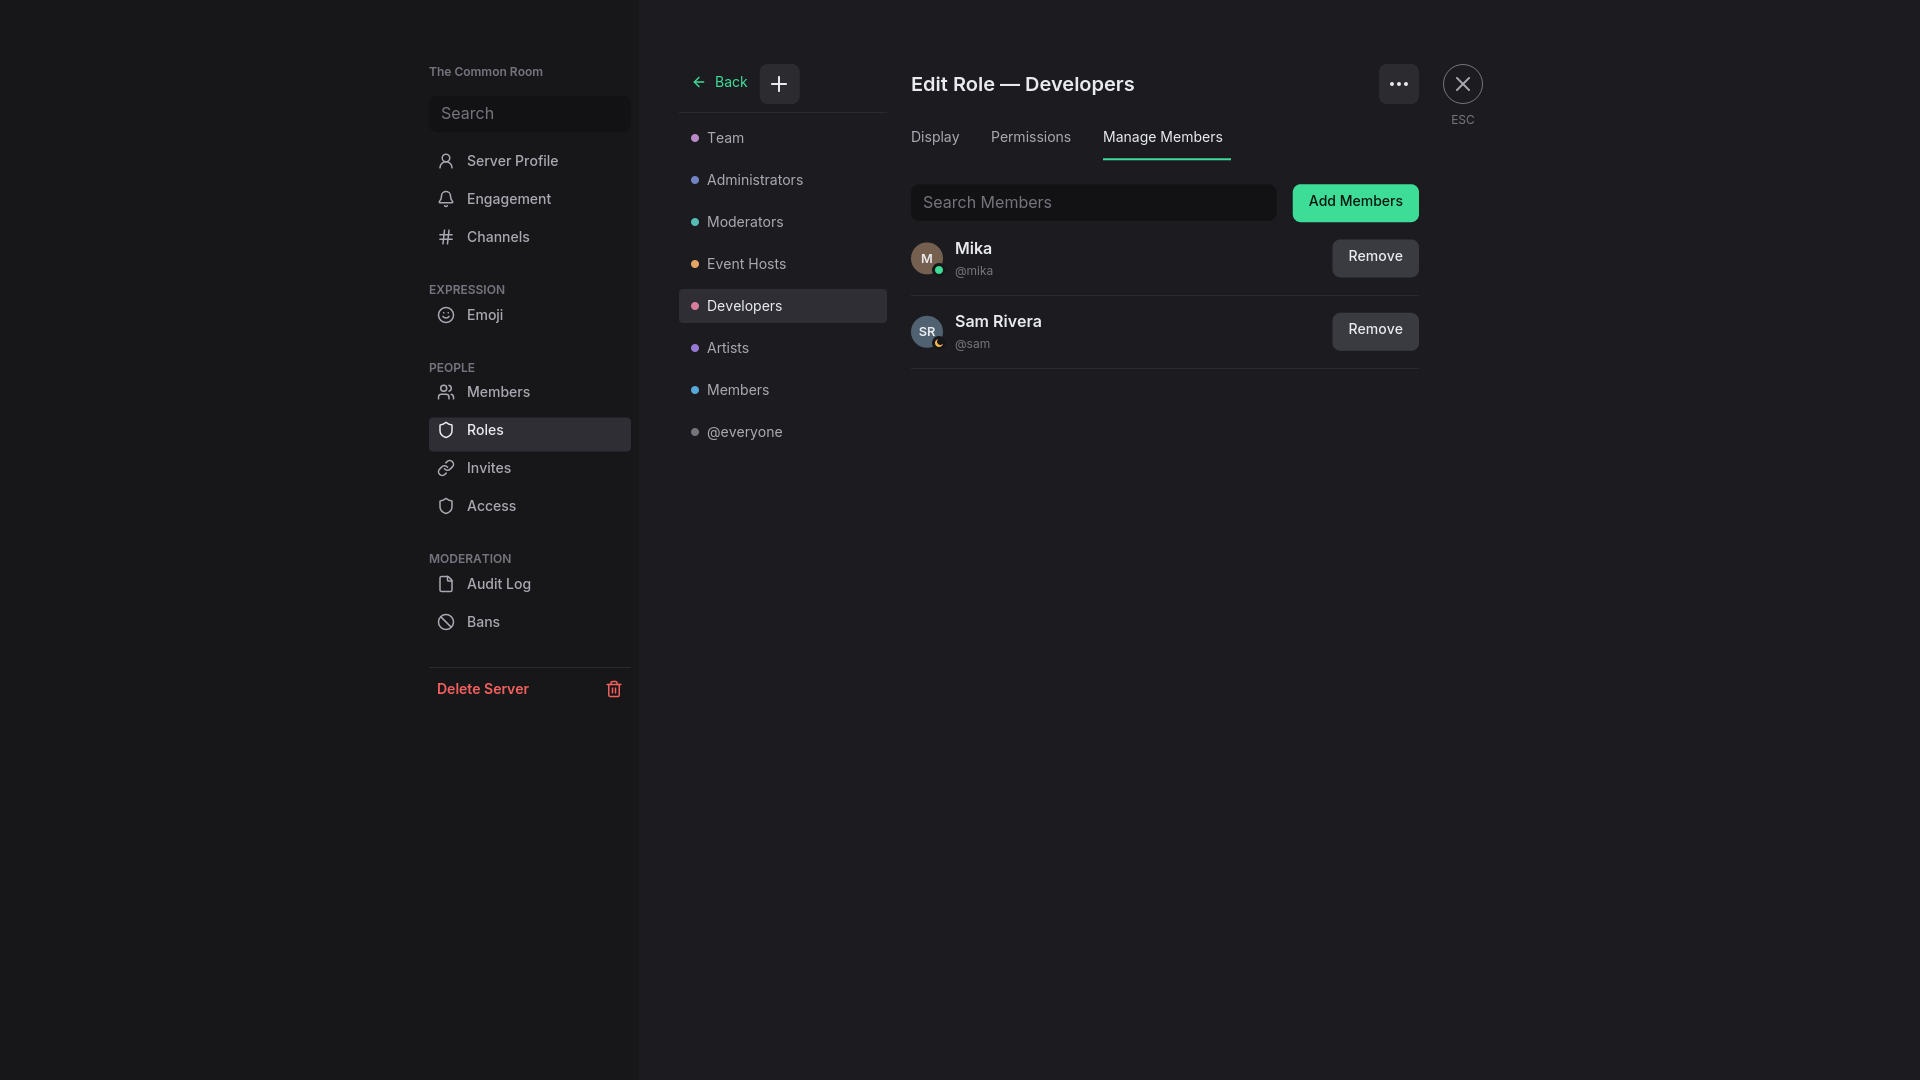 The Common Room
Search
Server Profile
Engagement
Channels
EXPRESSION
Emoji
PEOPLE
Members
Roles
Invites
Access
MODERATION
Audit Log
Bans
Delete Server
Back
Team
Administrators
Moderators
Event Hosts
Developers
Artists
Members
@everyone
Edit Role — Developers
ESC
Display Permissions Manage Members
Search Members
Add Members
M
Mika
@mika
Remove
SR
Sam Rivera
@sam
Remove